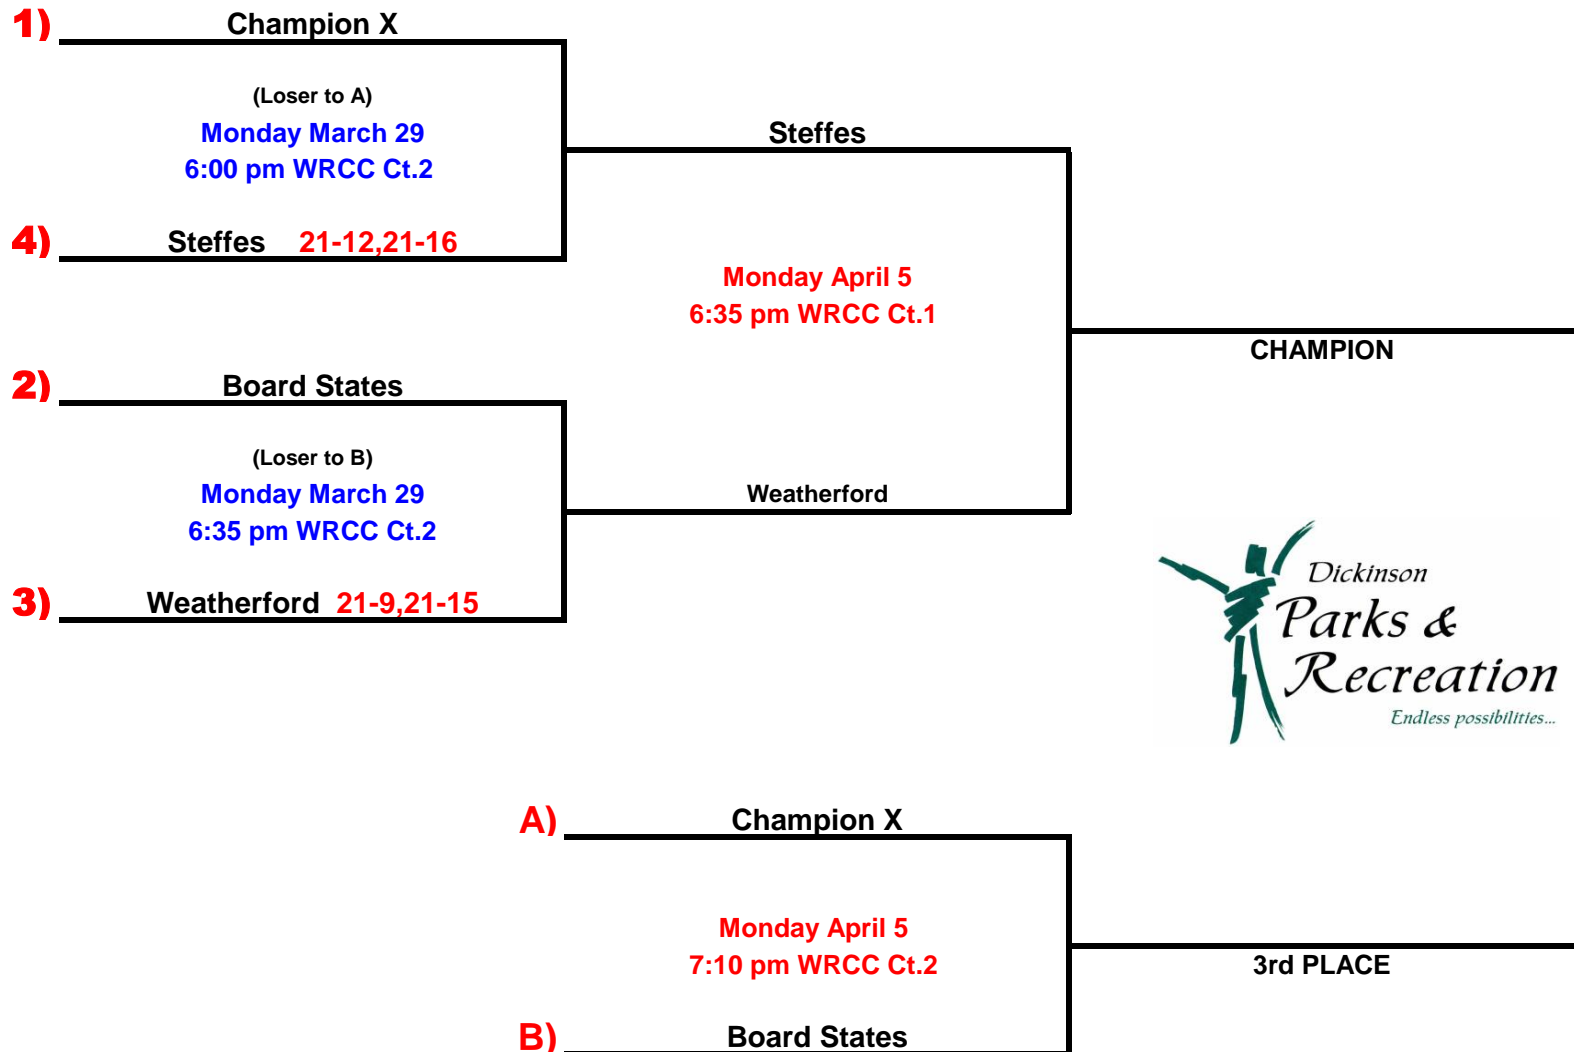 1) Champion X
(Loser to A)
Monday March 29
6:00 pm WRCC Ct.2
Steffes
4) Steffes 21-12,21-16
Monday April 5
6:35 pm WRCC Ct.1
CHAMPION
2) Board States
(Loser to B)
Monday March 29
6:35 pm WRCC Ct.2
Weatherford
3) Weatherford 21-9,21-15
Dickinson
Parks &
Recreation
Endless possibilities...
A) Champion X
Monday April 5
7:10 pm WRCC Ct.2
3rd PLACE
B) Board States